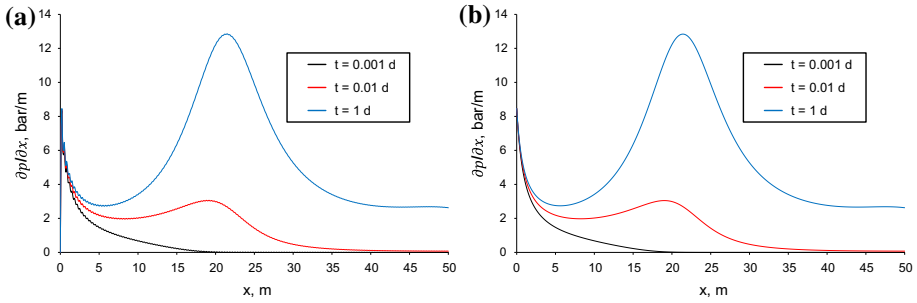 (a)
∂p/∂x, bar/m
14
12
10
8
6
4
2
0
0 5 10 15 20 25 30 35 40 45 50
x, m
t = 0.001 d
t = 0.01 d
t = 1 d
(b)
∂p/∂x, bar/m
14
12
10
8
6
4
2
0
0 5 10 15 20 25 30 35 40 45 50
x, m
t = 0.001 d
t = 0.01 d
t = 1 d